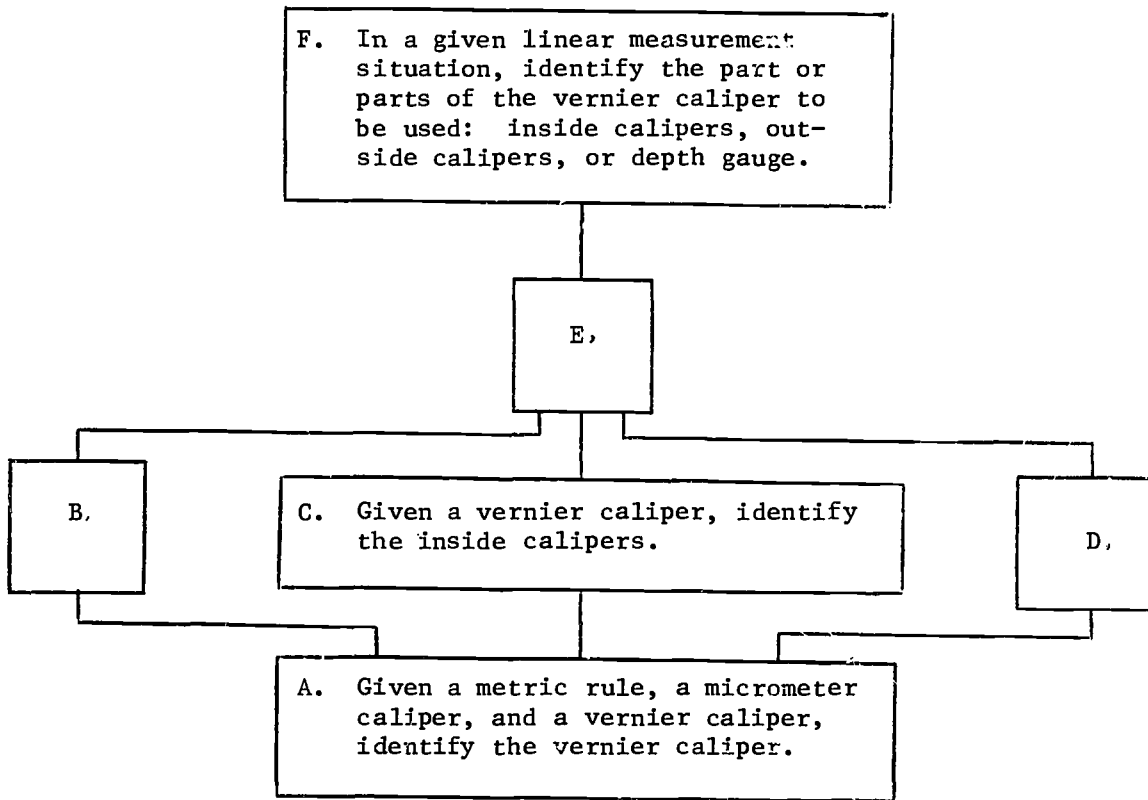 F. In a given linear measurement
situation, identify the part or
parts of the vernier caliper to
be used: inside calipers, out-
side calipers, or depth gauge.
E,
B,
C. Given a vernier caliper, identify
the inside calipers.
D,
A. Given a metric rule, a micrometer
caliper, and a vernier caliper,
identify the vernier caliper.